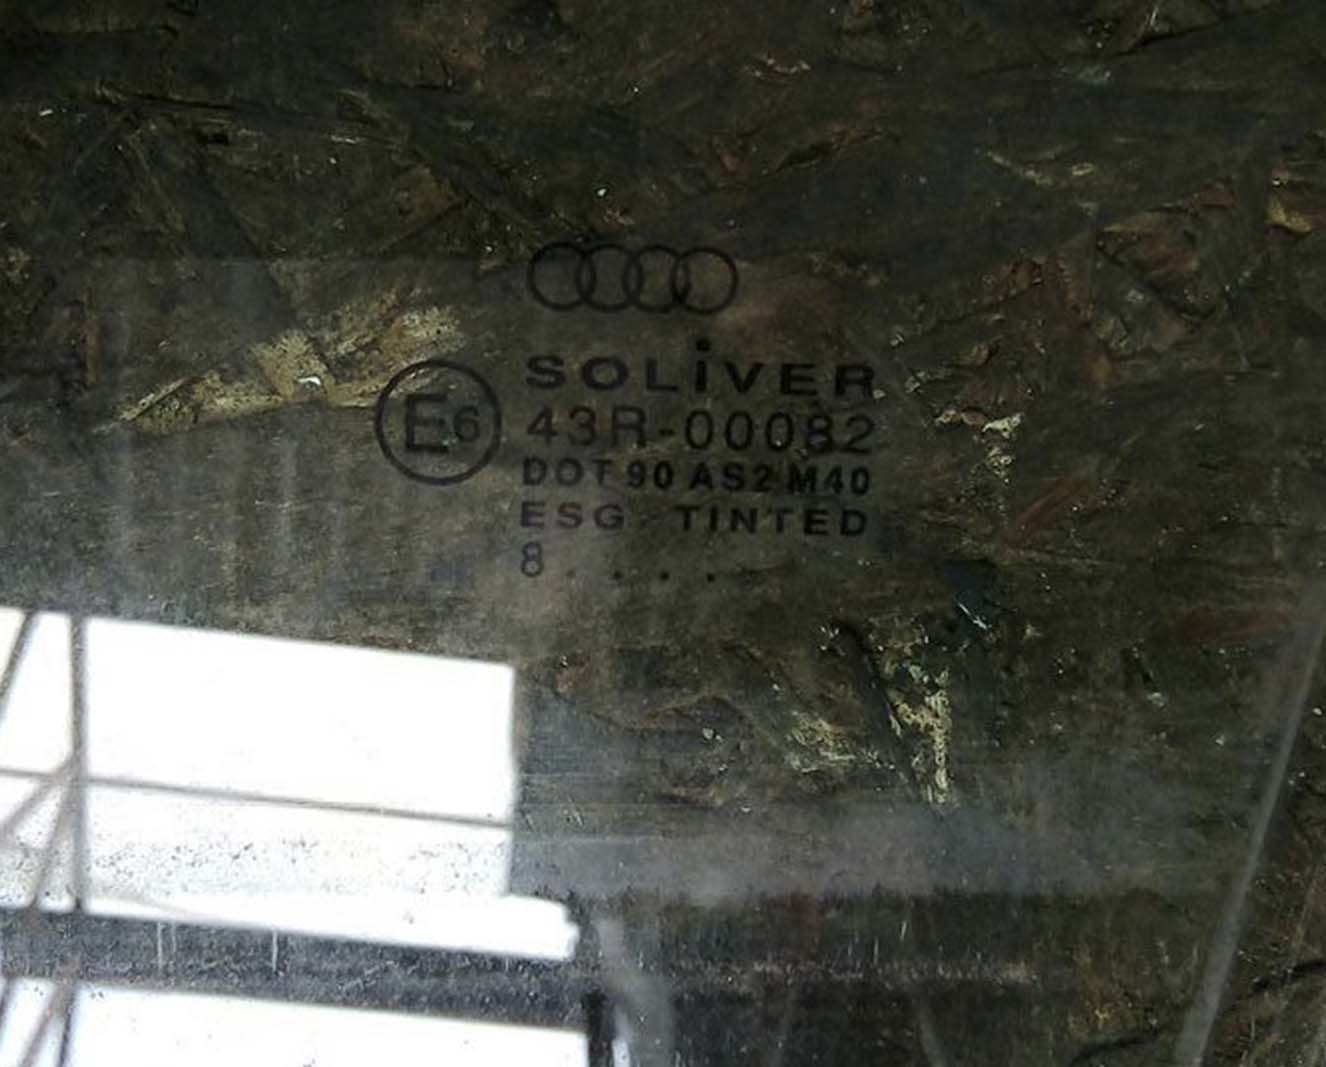 SOLiVER
E6
43R-00082
DOT 90 AS2 M40
ESG TINTED
8 . . . .